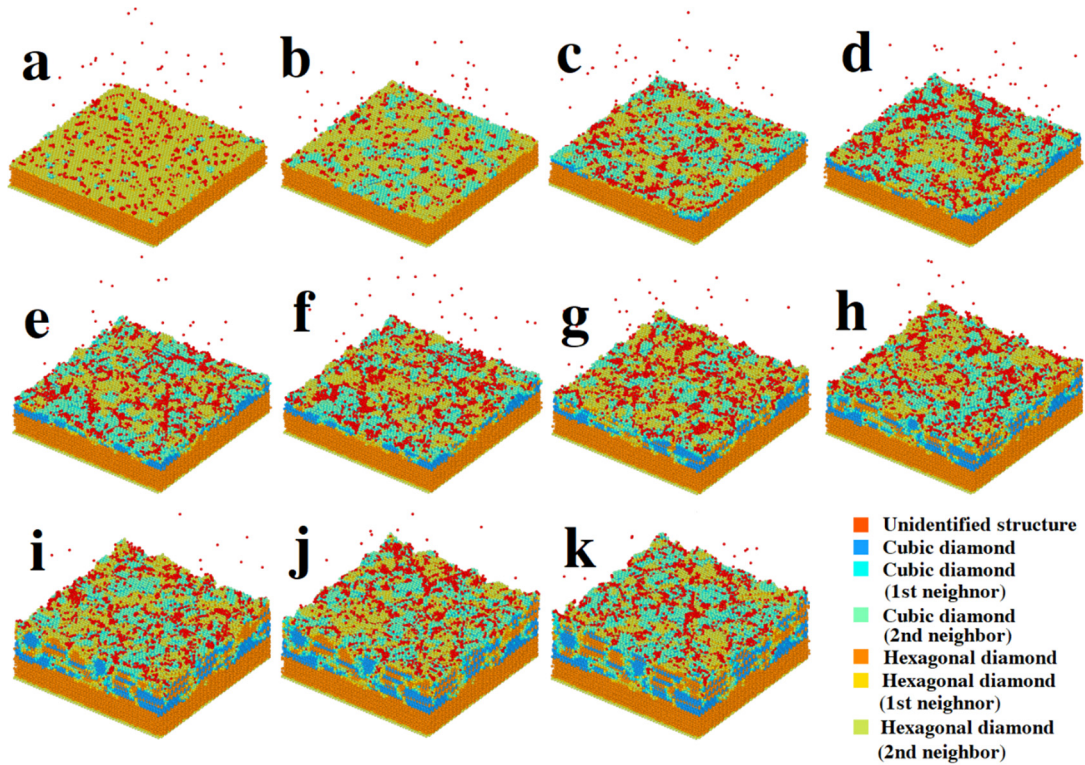 a
b
c
d
e
f
g
h
i
j
k
Unidentified structure
Cubic diamond
Cubic diamond
(1st neighnor)
Cubic diamond
(2nd neighbor)
Hexagonal diamond
Hexagonal diamond
(1st neighnor)
Hexagonal diamond
(2nd neighbor)